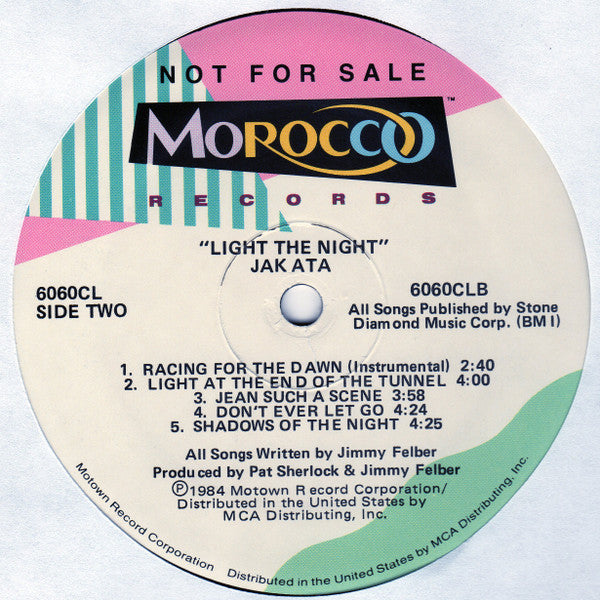 NOT FOR SALE
MOROCCO™
RECORDS
"LIGHT THE NIGHT"
JAKATA
6060CL
SIDE TWO
6060CLB
All Songs Published by Stone
Diamond Music Corp. (BMI)
1. RACING FOR THE DAWN (Instrumental) 2:40
2. LIGHT AT THE END OF THE TUNNEL 4:00
3. JEAN SUCH A SCENE 3:58
4. DON'T EVER LET GO 4:24
5. SHADOWS OF THE NIGHT 4:25
All Songs Written by Jimmy Felber
Produced by Pat Sherlock & Jimmy Felber
℗1984 Motown Record Corporation/
Distributed in the United States by
MCA Distributing, Inc.
Motown Record Corporation
Distributed in the United States by MCA Distributing, Inc.